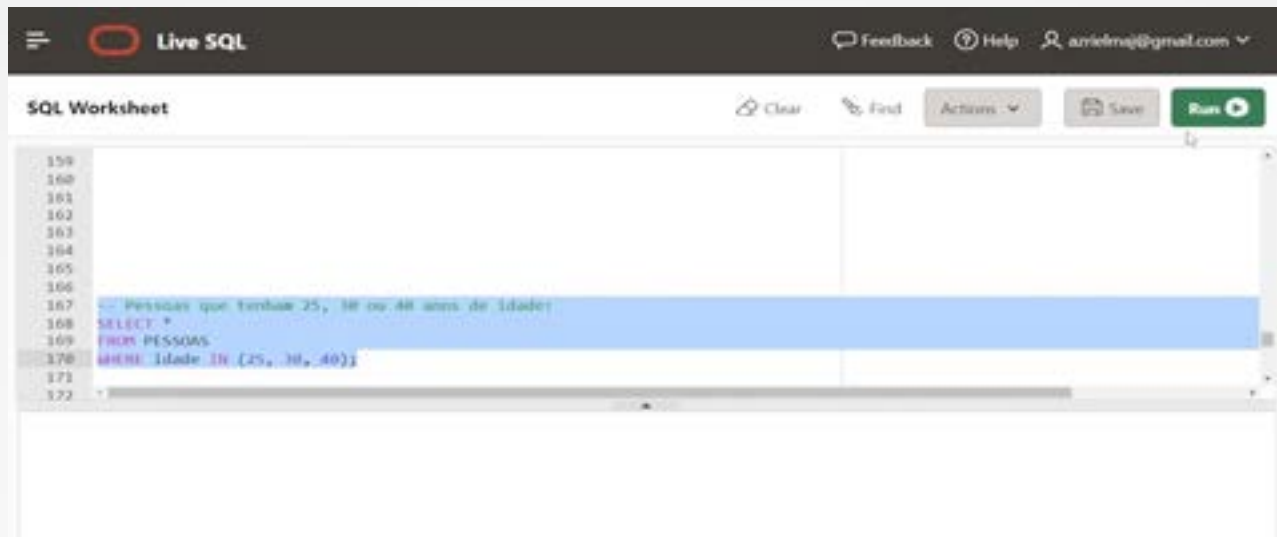 Live SQL
Feedback Help arrielmaj@gmail.com
SQL Worksheet
Clear Find Actions Save Run
159
160
161
162
163
164
165
166
167 -- Pessoas que tenham 25, 30 ou 40 anos de idade:
168 SELECT *
169 FROM PESSOAS
170 WHERE idade IN (25, 30, 40);
171
172